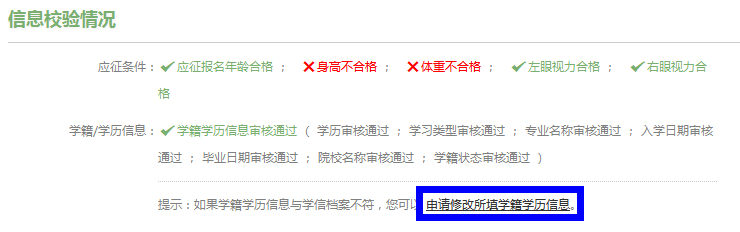 信息校验情况
应征条件：✔应征报名年龄合格 ； ✘身高不合格 ； ✘体重不合格 ； ✔左眼视力合格 ； ✔右眼视力合
格
学籍/学历信息：✔学籍学历信息审核通过 （ 学历审核通过 ； 学习类型审核通过 ； 专业名称审核通过 ； 入学日期审核
通过 ； 毕业日期审核通过 ； 院校名称审核通过 ； 学籍状态审核通过 ）
提示：如果学籍学历信息与学信档案不符，您可以 申请修改所填学籍学历信息。